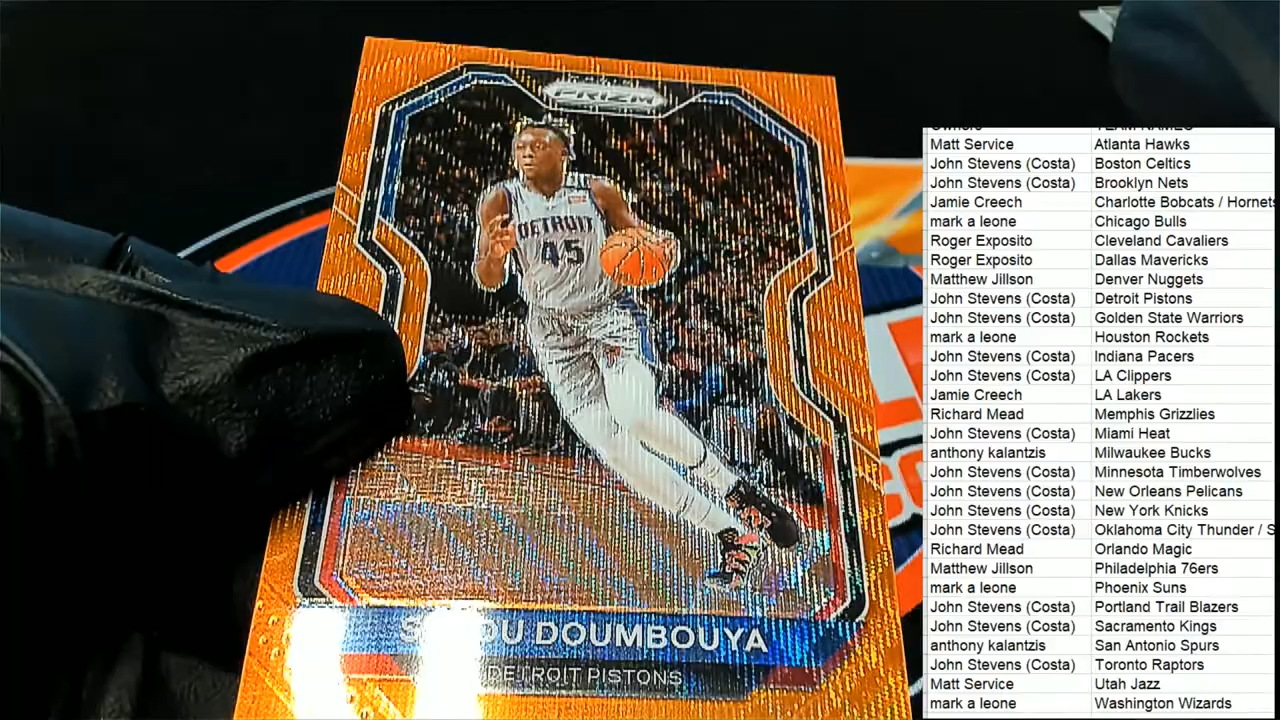 PRIZM
DETROIT
45
DOUMBOUYA
DETROIT PISTONS
Matt Service Atlanta Hawks
John Stevens (Costa) Boston Celtics
John Stevens (Costa) Brooklyn Nets
Jamie Creech Charlotte Bobcats / Hornets
mark a leone Chicago Bulls
Roger Exposito Cleveland Cavaliers
Roger Exposito Dallas Mavericks
Matthew Jillson Denver Nuggets
John Stevens (Costa) Detroit Pistons
John Stevens (Costa) Golden State Warriors
mark a leone Houston Rockets
John Stevens (Costa) Indiana Pacers
John Stevens (Costa) LA Clippers
Jamie Creech LA Lakers
Richard Mead Memphis Grizzlies
John Stevens (Costa) Miami Heat
anthony kalantzis Milwaukee Bucks
John Stevens (Costa) Minnesota Timberwolves
John Stevens (Costa) New Orleans Pelicans
John Stevens (Costa) New York Knicks
John Stevens (Costa) Oklahoma City Thunder / S
Richard Mead Orlando Magic
Matthew Jillson Philadelphia 76ers
mark a leone Phoenix Suns
John Stevens (Costa) Portland Trail Blazers
John Stevens (Costa) Sacramento Kings
anthony kalantzis San Antonio Spurs
John Stevens (Costa) Toronto Raptors
Matt Service Utah Jazz
mark a leone Washington Wizards